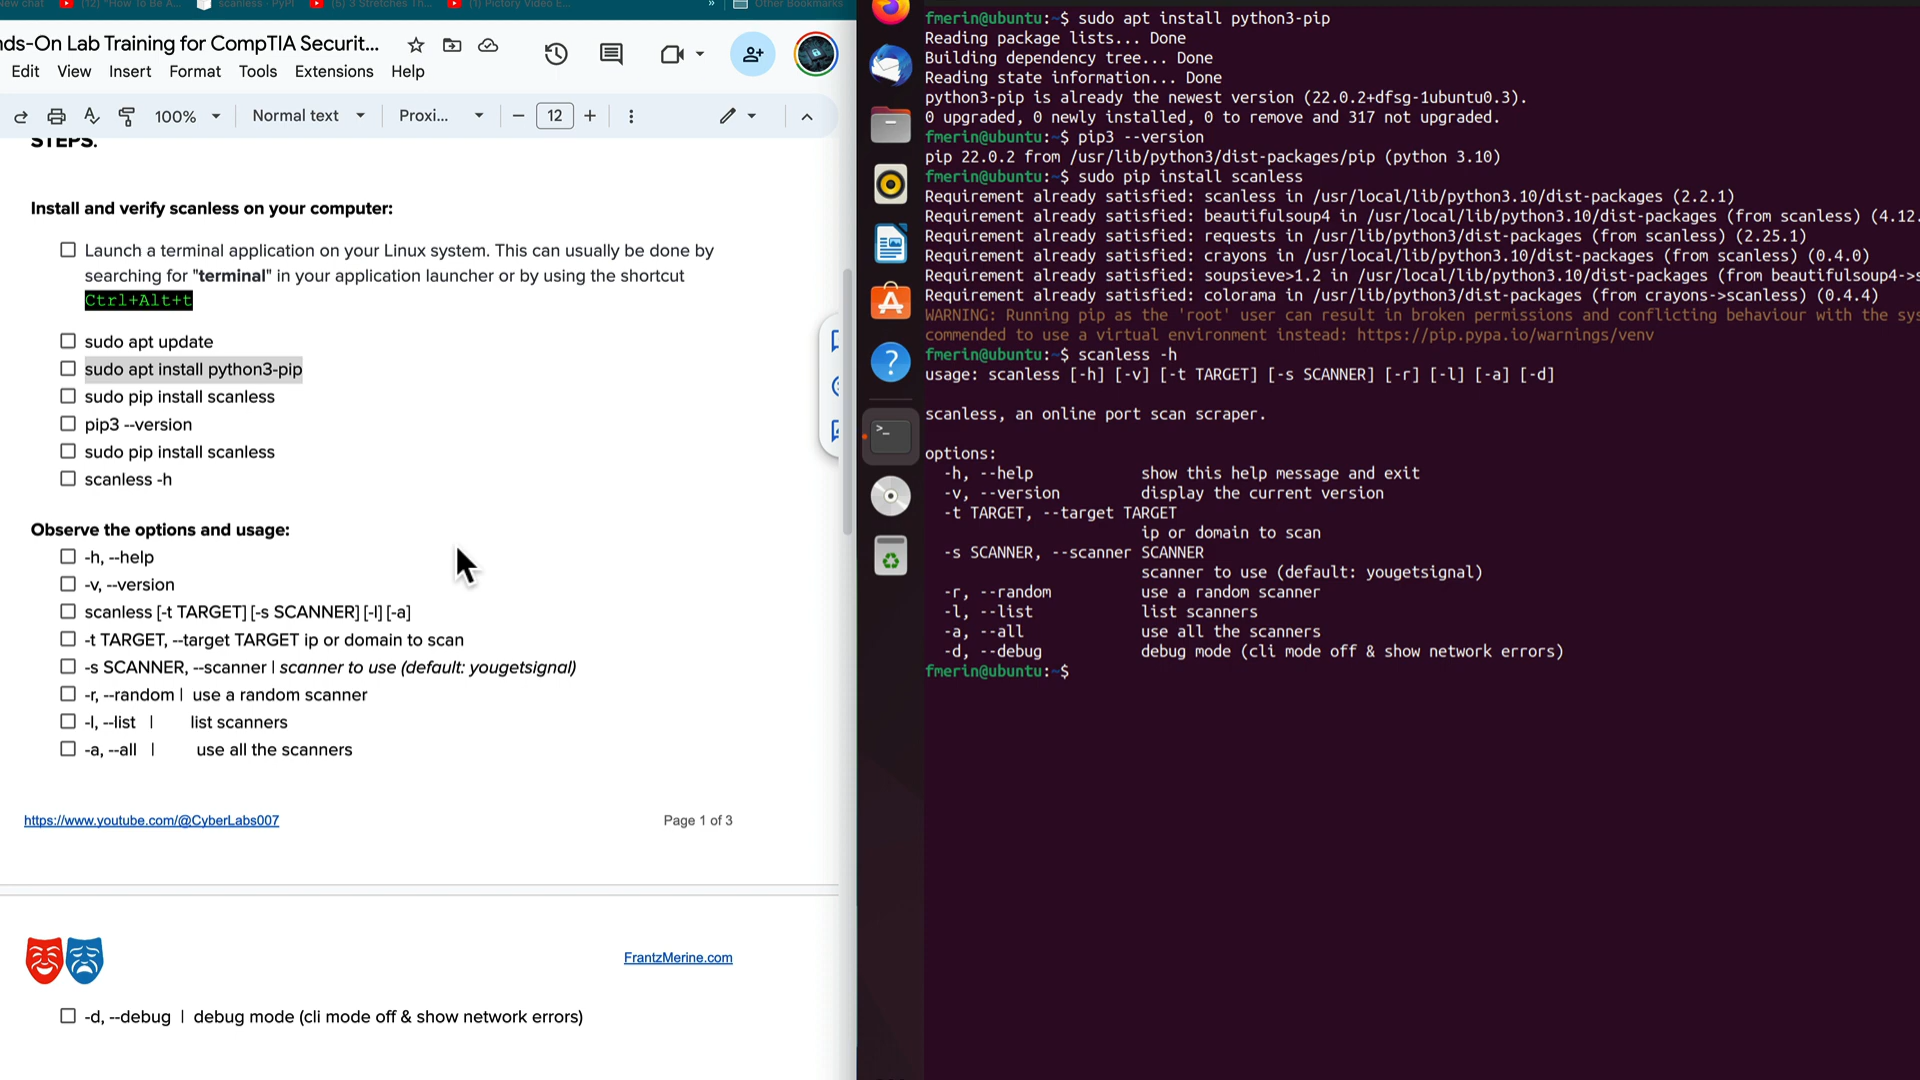 New chat
(12) "How To Be A...
scanless · PyPI
(5) 3 Stretches Th...
(1) Pictory Video E...
»
Other Bookmarks
nds-On Lab Training for CompTIA Securit...
Edit View Insert Format Tools Extensions Help
100% Normal text Proxi... − 12 +
STEPS:
Install and verify scanless on your computer:
Launch a terminal application on your Linux system. This can usually be done by
searching for "terminal" in your application launcher or by using the shortcut
Ctrl+Alt+t
sudo apt update
sudo apt install python3-pip
sudo pip install scanless
pip3 --version
sudo pip install scanless
scanless -h
Observe the options and usage:
-h, --help
-v, --version
scanless [-t TARGET] [-s SCANNER] [-l] [-a]
-t TARGET, --target TARGET ip or domain to scan
-s SCANNER, --scanner | scanner to use (default: yougetsignal)
-r, --random | use a random scanner
-l, --list | list scanners
-a, --all | use all the scanners
https://www.youtube.com/@CyberLabs007
Page 1 of 3
FrantzMerine.com
-d, --debug | debug mode (cli mode off & show network errors)
fmerin@ubuntu:~$ sudo apt install python3-pip
Reading package lists... Done
Building dependency tree... Done
Reading state information... Done
python3-pip is already the newest version (22.0.2+dfsg-1ubuntu0.3).
0 upgraded, 0 newly installed, 0 to remove and 317 not upgraded.
fmerin@ubuntu:~$ pip3 --version
pip 22.0.2 from /usr/lib/python3/dist-packages/pip (python 3.10)
fmerin@ubuntu:~$ sudo pip install scanless
Requirement already satisfied: scanless in /usr/local/lib/python3.10/dist-packages (2.2.1)
Requirement already satisfied: beautifulsoup4 in /usr/local/lib/python3.10/dist-packages (from scanless) (4.12.
Requirement already satisfied: requests in /usr/lib/python3/dist-packages (from scanless) (2.25.1)
Requirement already satisfied: crayons in /usr/local/lib/python3.10/dist-packages (from scanless) (0.4.0)
Requirement already satisfied: soupsieve>1.2 in /usr/local/lib/python3.10/dist-packages (from beautifulsoup4->s
Requirement already satisfied: colorama in /usr/lib/python3/dist-packages (from crayons->scanless) (0.4.4)
WARNING: Running pip as the 'root' user can result in broken permissions and conflicting behaviour with the sys
commended to use a virtual environment instead: https://pip.pypa.io/warnings/venv
fmerin@ubuntu:~$ scanless -h
usage: scanless [-h] [-v] [-t TARGET] [-s SCANNER] [-r] [-l] [-a] [-d]
scanless, an online port scan scraper.
options:
-h, --help show this help message and exit
-v, --version display the current version
-t TARGET, --target TARGET
ip or domain to scan
-s SCANNER, --scanner SCANNER
scanner to use (default: yougetsignal)
-r, --random use a random scanner
-l, --list list scanners
-a, --all use all the scanners
-d, --debug debug mode (cli mode off & show network errors)
fmerin@ubuntu:~$